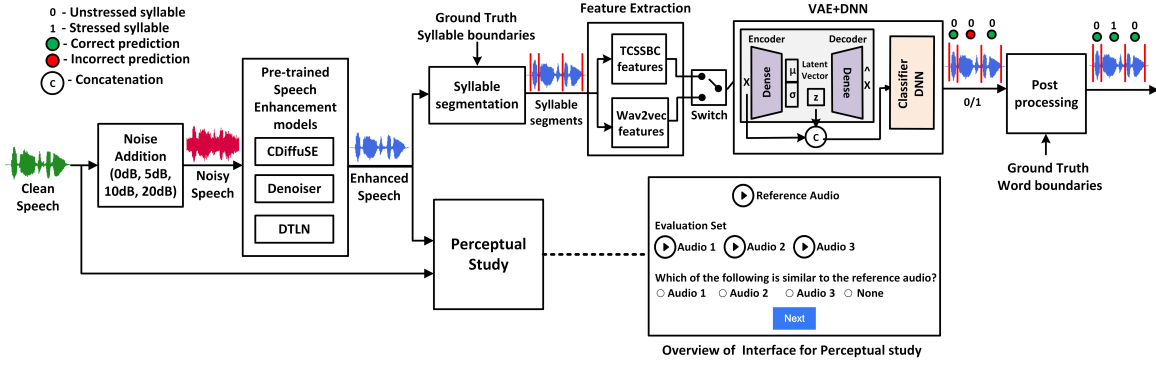 0 - Unstressed syllable
1 - Stressed syllable
- Correct prediction
- Incorrect prediction
C - Concatenation
Clean
Speech
Noise
Addition
(0dB, 5dB,
10dB, 20dB)
Noisy
Speech
Pre-trained
Speech
Enhancement
models
CDiffuSE
Denoiser
DTLN
Enhanced
Speech
Ground Truth
Syllable boundaries
Syllable
segmentation
Syllable
segments
Feature Extraction
TCSSBC
features
Wav2vec
features
Switch
VAE+DNN
Encoder
Decoder
X
Dense
μ
σ
Latent
Vector
z
Dense
X̂
C
Classifier
DNN
0 0 0
0/1
Post
processing
Ground Truth
Word boundaries
0 1 0
Perceptual
Study
Reference Audio
Evaluation Set
Audio 1 Audio 2 Audio 3
Which of the following is similar to the reference audio?
Audio 1 Audio 2 Audio 3 None
Next
Overview of Interface for Perceptual study